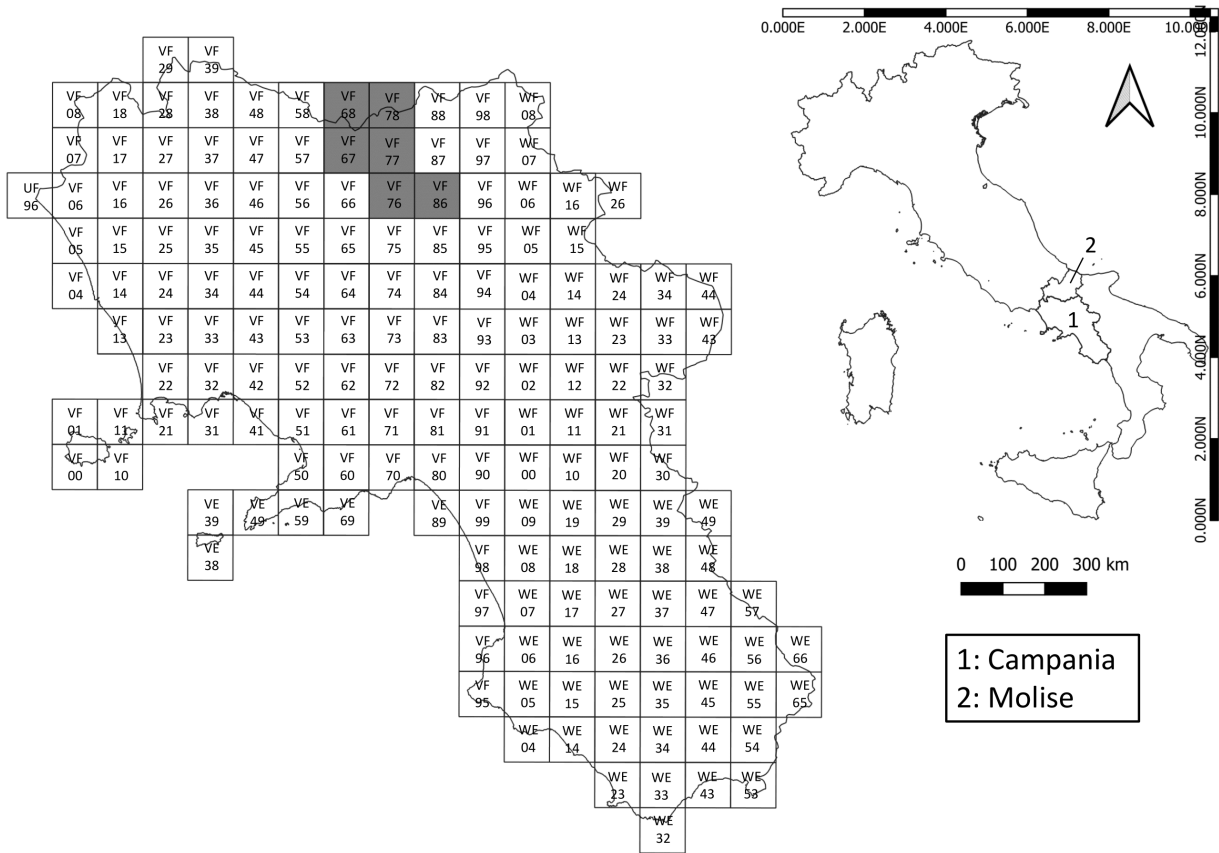 0.000E 2.000E 4.000E 6.000E 8.000E 10.000E
12.000N
10.000N
8.000N
6.000N
4.000N
2.000N
0.000N
VF VF
29 39
VF VF VF VF VF VF VF VF VF VF WF
08 18 28 38 48 58 68 78 88 98 08
VF VF VF VF VF VF VF VF VF VF WF
07 17 27 37 47 57 67 77 87 97 07
UF VF VF VF VF VF VF VF VF VF VF WF WF WF
96 06 16 26 36 46 56 66 76 86 96 06 16 26
VF VF VF VF VF VF VF VF VF VF WF WF
05 15 25 35 45 55 65 75 85 95 05 15
VF VF VF VF VF VF VF VF VF VF WF WF WF WF WF
04 14 24 34 44 54 64 74 84 94 04 14 24 34 44
VF VF VF VF VF VF VF VF VF WF WF WF WF WF
13 23 33 43 53 63 73 83 93 03 13 23 33 43
VF VF VF VF VF VF VF VF WF WF WF WF
22 32 42 52 62 72 82 92 02 12 22 32
VF VF VF VF VF VF VF VF VF VF WF WF WF WF
01 11 21 31 41 51 61 71 81 91 01 11 21 31
VF VF VF VF VF VF VF WF WF WF WF
00 10 50 60 70 80 90 00 10 20 30
VE VE VE VE VE VF WE WE WE WE WE
39 49 59 69 89 99 09 19 29 39 49
VE VF WE WE WE WE WE
38 98 08 18 28 38 48
VF WE WE WE WE WE WE
97 07 17 27 37 47 57
VF WE WE WE WE WE WE WE
96 06 16 26 36 46 56 66
VF WE WE WE WE WE WE WE
95 05 15 25 35 45 55 65
WE WE WE WE WE WE
04 14 24 34 44 54
WE WE WE WE
23 33 43 53
WE
32
2
1
0 100 200 300 km
1: Campania
2: Molise